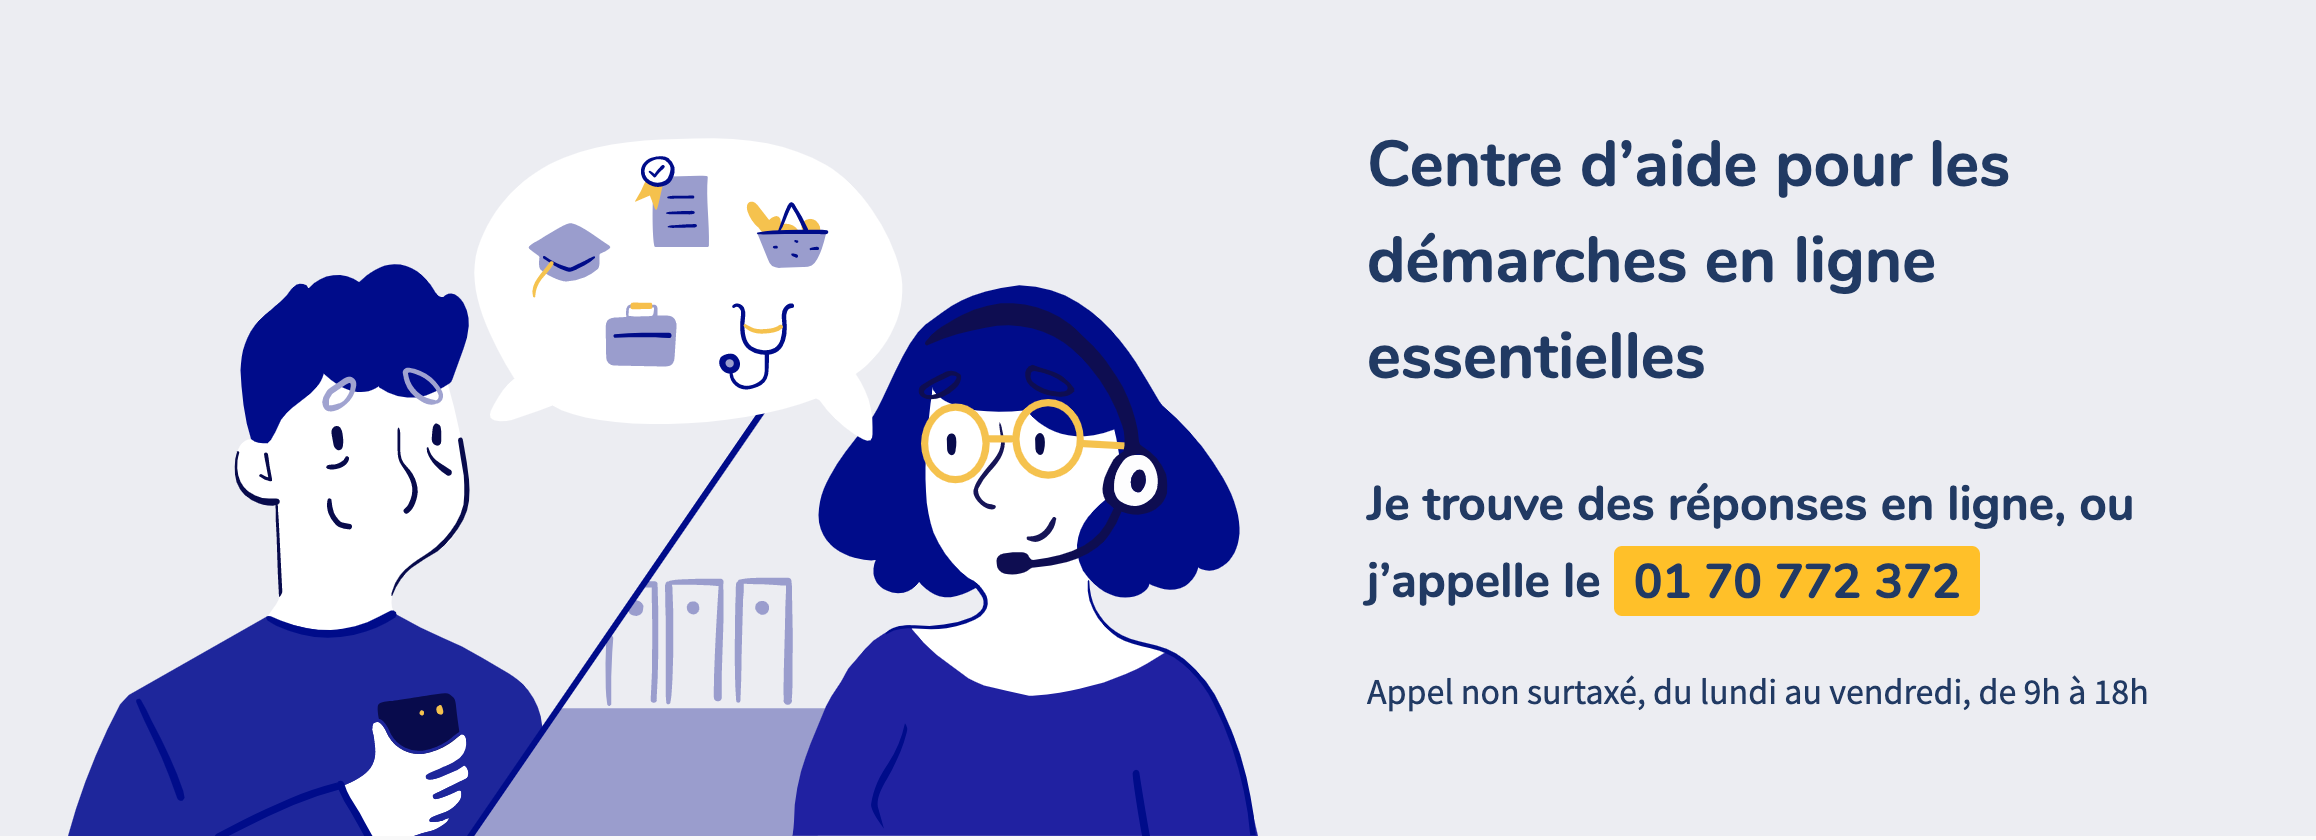 Centre d’aide pour les
démarches en ligne
essentielles
Je trouve des réponses en ligne, ou
j’appelle le 01 70 772 372
Appel non surtaxé, du lundi au vendredi, de 9h à 18h